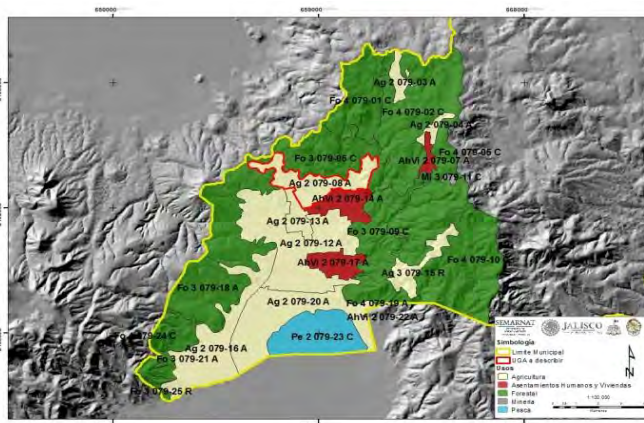 Ag 2 079-03 A
Fo 4 079-01 C
Fo 4 079-02 C
Ag 2 079-04 A
Fo 4 079-05 C
Fo 3 079-06 C
AhVi 2 079-07 A
Ag 2 079-08 A
Mi 3 079-11 C
AhVi 2 079-14 A
Ag 2 079-13 A
Fo 3 079-09 C
Ag 2 079-12 A
Fo 4 079-10
AhVi 2 079-17 A
Ag 3 079-15 R
Fo 3 079-18 A
Ag 2 079-20 A
Fo 4 079-19 A
AhVi 2 079-22 A
Pe 2 079-23 C
Ag 2 079-16 A
Fo 3 079-21 A
Fo 3 079-25 R
SEMARNAT
JALISCO
Simbología
Límite Municipal
UGA a describir
Usos
Agricultura
Asentamientos Humanos y Viviendas
Forestal
Minería
Pesca
N